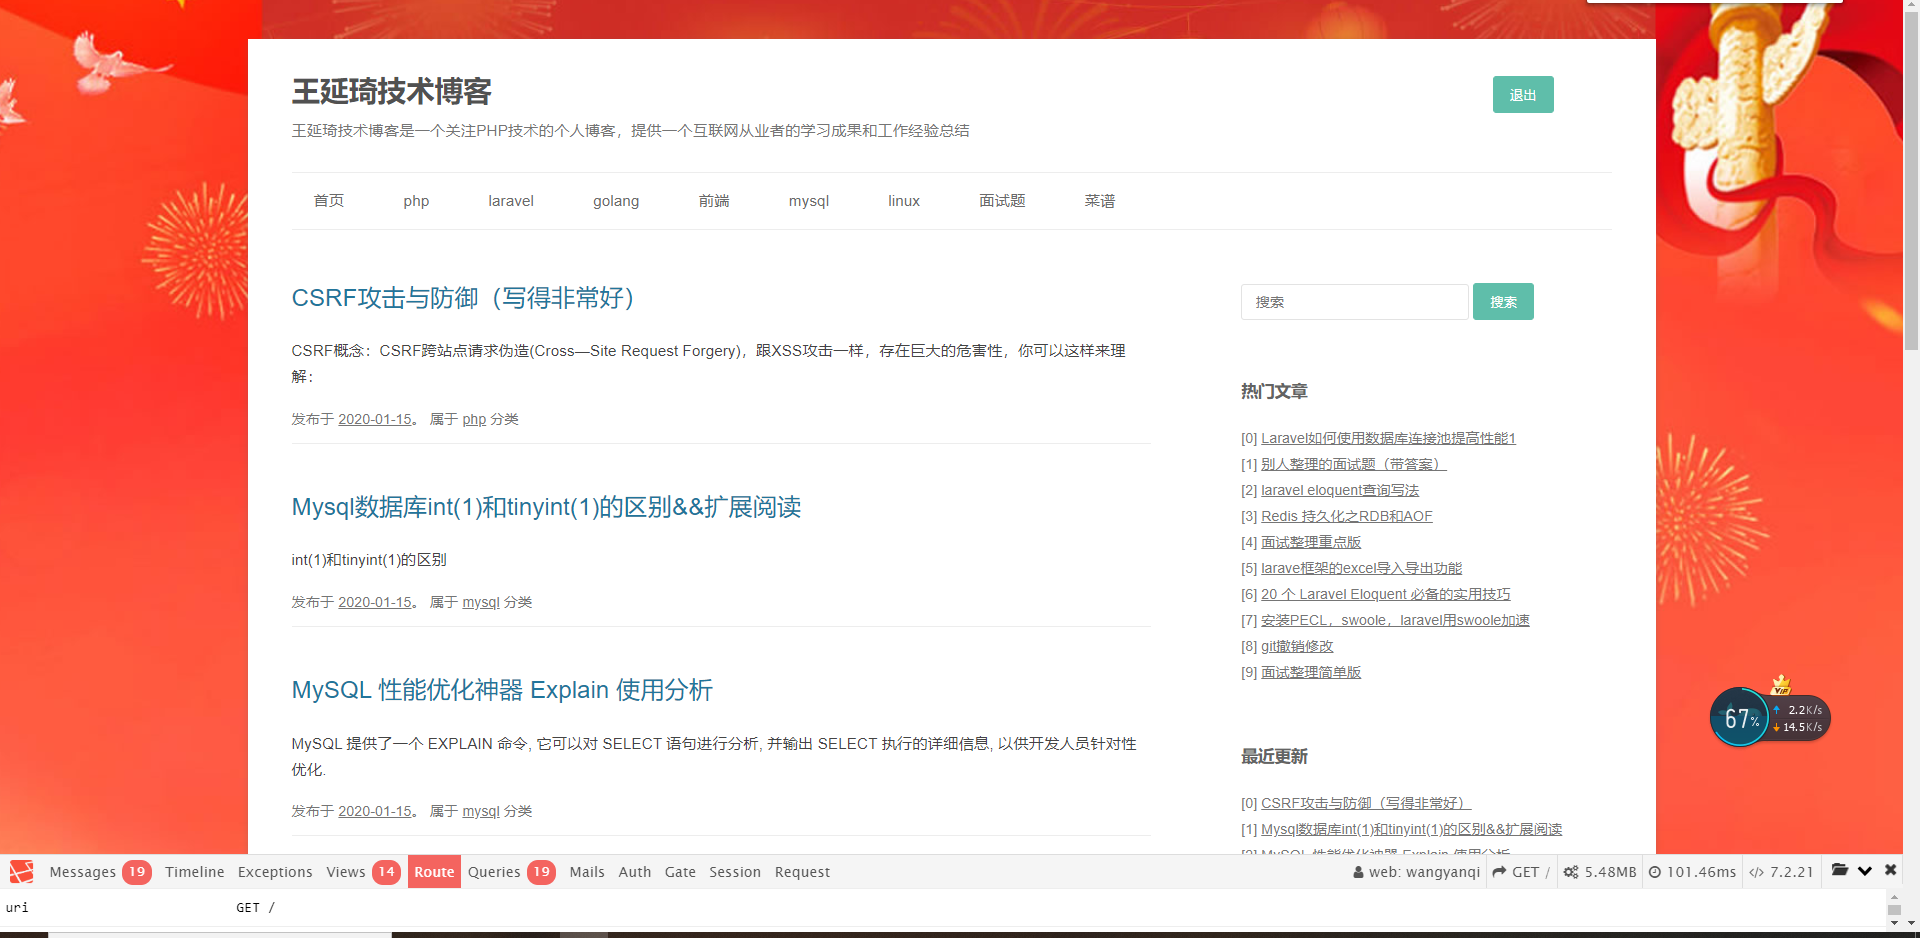 王延琦技术博客
退出
王延琦技术博客是一个关注PHP技术的个人博客，提供一个互联网从业者的学习成果和工作经验总结
首页 php laravel golang 前端 mysql linux 面试题 菜谱
CSRF攻击与防御（写得非常好）
CSRF概念：CSRF跨站点请求伪造(Cross—Site Request Forgery)，跟XSS攻击一样，存在巨大的危害性，你可以这样来理
解：
发布于 2020-01-15。 属于 php 分类
Mysql数据库int(1)和tinyint(1)的区别&&扩展阅读
int(1)和tinyint(1)的区别
发布于 2020-01-15。 属于 mysql 分类
MySQL 性能优化神器 Explain 使用分析
MySQL 提供了一个 EXPLAIN 命令, 它可以对 SELECT 语句进行分析, 并输出 SELECT 执行的详细信息, 以供开发人员针对性
优化.
发布于 2020-01-15。 属于 mysql 分类
搜索 搜索
热门文章
[0] Laravel如何使用数据库连接池提高性能1
[1] 别人整理的面试题（带答案）
[2] laravel eloquent查询写法
[3] Redis 持久化之RDB和AOF
[4] 面试整理重点版
[5] larave框架的excel导入导出功能
[6] 20 个 Laravel Eloquent 必备的实用技巧
[7] 安装PECL，swoole，laravel用swoole加速
[8] git撤销修改
[9] 面试整理简单版
最近更新
[0] CSRF攻击与防御（写得非常好）
[1] Mysql数据库int(1)和tinyint(1)的区别&&扩展阅读
[2] MySQL 性能优化神器 Explain 使用分析
VIP
67%
2.2K/s
14.5K/s
Messages 19 Timeline Exceptions Views 14 Route Queries 19 Mails Auth Gate Session Request web: wangyanqi GET / 5.48MB 101.46ms 7.2.21
uri GET /